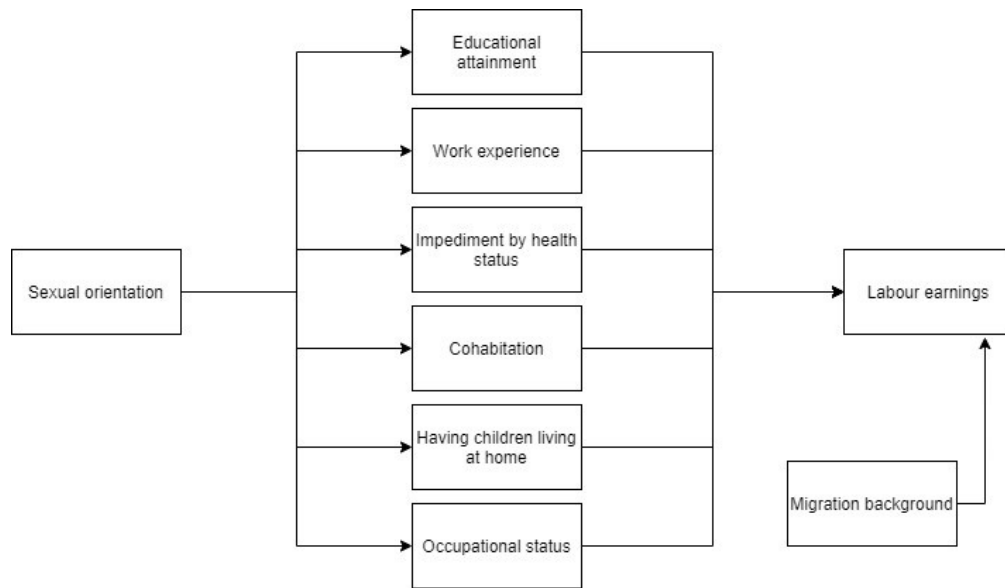 Educational
attainment
Work experience
Impediment by health
status
Sexual orientation
Labour earnings
Cohabitation
Having children living
at home
Migration background
Occupational status